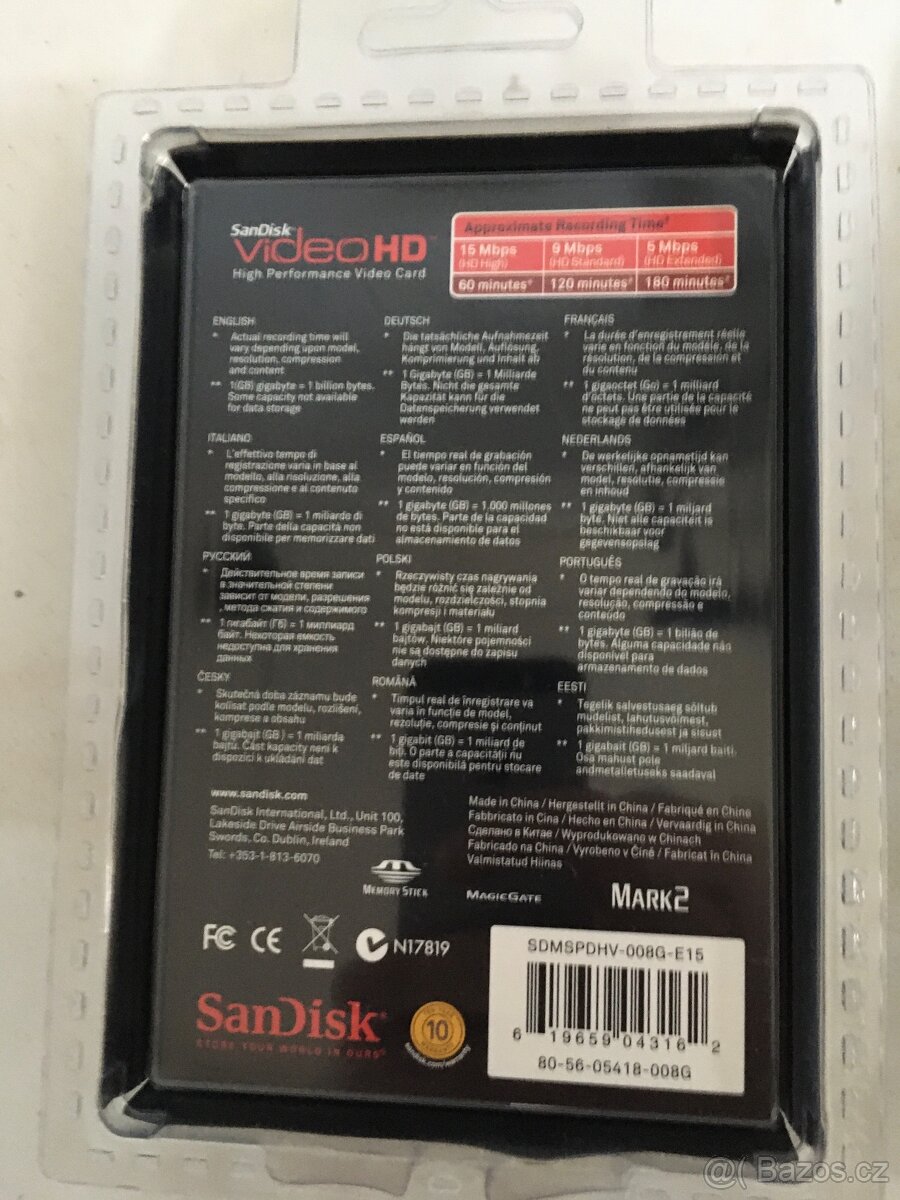 SanDisk
video HD™
High Performance Video Card
Approximate Recording Time*
15 Mbps 9 Mbps 5 Mbps
(HD High) (HD Standard) (HD Extended)
60 minutes* 120 minutes* 180 minutes*
ENGLISH
* Actual recording time will
vary depending upon model,
resolution, compression
and content
** 1(GB) gigabyte = 1 billion bytes.
Some capacity not available
for data storage
DEUTSCH
* Die tatsächliche Aufnahmezeit
hängt von Modell, Auflösung,
Komprimierung und Inhalt ab
** 1 Gigabyte (GB) = 1 Milliarde
Bytes. Nicht die gesamte
Kapazität kann für die
Datenspeicherung verwendet
werden
FRANÇAIS
* La durée d'enregistrement réelle
varie en fonction du modèle, de la
résolution, de la compression et
du contenu
** 1 gigaoctet (Go) = 1 milliard
d'octets. Une partie de la capacité
ne peut pas être utilisée pour le
stockage de données
ITALIANO
* L'effettivo tempo di
registrazione varia in base al
modello, alla risoluzione, alla
compressione e al contenuto
specifico
** 1 gigabyte (GB) = 1 miliardo di
byte. Parte della capacità non
disponibile per memorizzare dati
ESPAÑOL
* El tiempo real de grabación
puede variar en función del
modelo, resolución, compresión
y contenido
** 1 gigabyte (GB) = 1.000 millones
de bytes. Parte de la capacidad
no está disponible para el
almacenamiento de datos
NEDERLANDS
* De werkelijke opnametijd kan
verschillen, afhankelijk van
model, resolutie, compressie
en inhoud
** 1 gigabyte (GB) = 1 miljard
byte. Niet alle capaciteit is
beschikbaar voor
gegevensopslag
РУССКИЙ
* Действительное время записи
в значительной степени
зависит от модели, разрешения
, метода сжатия и содержимого
** 1 гигабайт (Гб) = 1 миллиард
байт. Некоторая емкость
недоступна для хранения
данных
POLSKI
* Rzeczywisty czas nagrywania
będzie różnić się zależnie od
modelu, rozdzielczości, stopnia
kompresji i materiału
** 1 gigabajt (GB) = 1 miliard
bajtów. Niektóre pojemności
nie są dostępne do zapisu
danych
PORTUGUÊS
* O tempo real de gravação irá
variar dependendo do modelo,
resolução, compressão e
conteúdo
** 1 gigabyte (GB) = 1 bilião de
bytes. Alguma capacidade não
disponível para
armazenamento de dados
ČESKY
* Skutečná doba záznamu bude
kolísat podle modelu, rozlišení,
komprese a obsahu
** 1 gigabajt (GB) = 1 miliarda
bajtů. Část kapacity není k
dispozici k ukládání dat
ROMÂNĂ
* Timpul real de înregistrare va
varia în funcție de model,
rezoluție, compresie și conținut
** 1 gigabit (GB) = 1 miliard de
biți. O parte a capacității nu
este disponibilă pentru stocare
de date
EESTI
* Tegelik salvestusaeg sõltub
mudelist, lahutusvõimest,
pakkimistihedusest ja sisust
** 1 gigabait (GB) = 1 miljard baiti.
Osa mahust pole
andmetalletuseks saadaval
www.sandisk.com
SanDisk International, Ltd., Unit 100,
Lakeside Drive Airside Business Park
Swords, Co. Dublin, Ireland
Tel: +353-1-813-6070
Made in China / Hergestellt in China / Fabriqué en Chine
Fabbricato in Cina / Hecho en China / Vervaardig in China
Сделано в Китае / Wyprodukowano w Chinach
Fabricado na China / Vyrobeno v Číně / Fabricat în China
Valmistatud Hiinas
MEMORY STICK
MAGICGATE
MARK2
FC CE N17819
SanDisk®
STORE YOUR WORLD IN OURS®
10
sandisk.com/warranty
SDMSPDHV-008G-E15
6 19659 04316 2
80-56-05418-008G
@( Bazos.cz